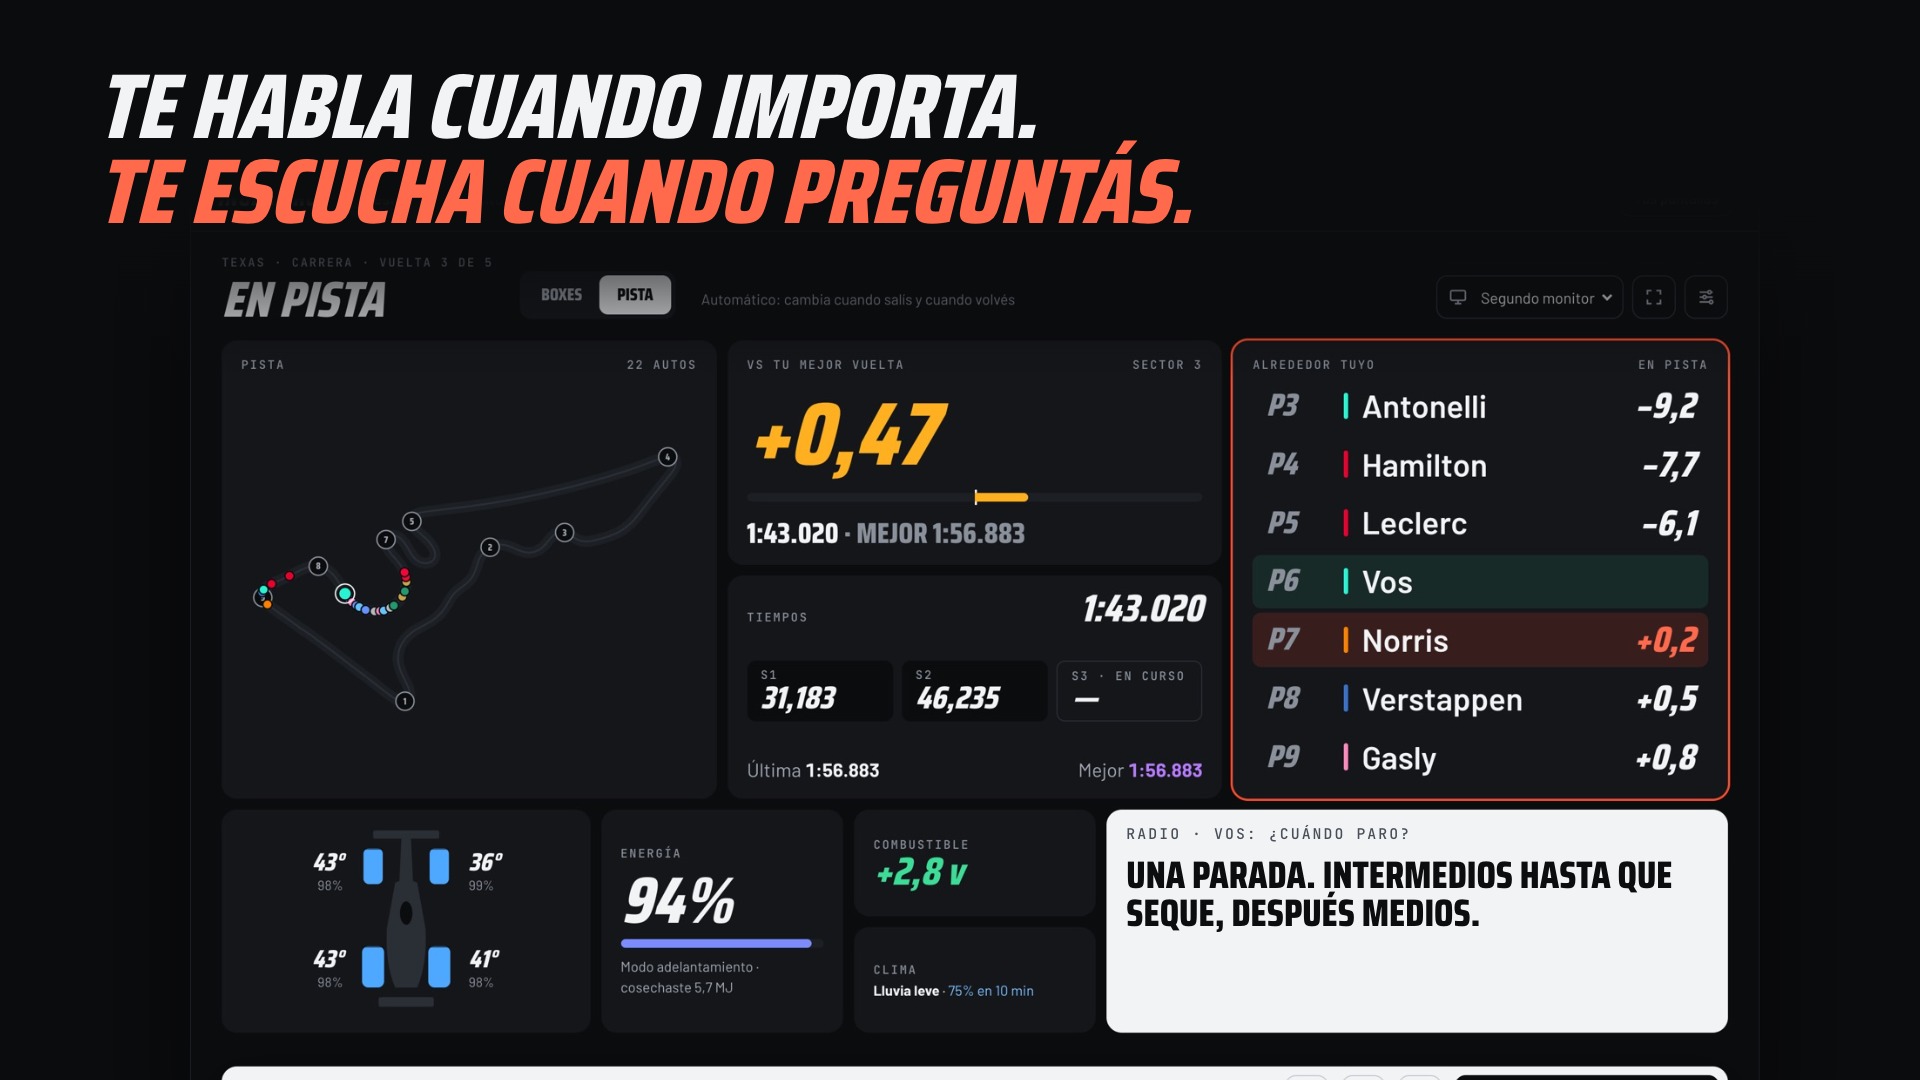 TE HABLA CUANDO IMPORTA.
TE ESCUCHA CUANDO PREGUNTÁS.
TEXAS · CARRERA · VUELTA 3 DE 5
EN PISTA
BOXES
PISTA
Automático: cambia cuando salís y cuando volvés
Segundo monitor
PISTA
22 AUTOS
4
5
7
3
2
8
1
VS TU MEJOR VUELTA
SECTOR 3
+0,47
1:43.020 · MEJOR 1:56.883
TIEMPOS
1:43.020
S1
31,183
S2
46,235
S3 · EN CURSO
—
Última 1:56.883
Mejor 1:56.883
ALREDEDOR TUYO
EN PISTA
P3 Antonelli −9,2
P4 Hamilton −7,7
P5 Leclerc −6,1
P6 Vos
P7 Norris +0,2
P8 Verstappen +0,5
P9 Gasly +0,8
43°
98%
36°
99%
43°
98%
41°
98%
ENERGÍA
94%
Modo adelantamiento ·
cosechaste 5,7 MJ
COMBUSTIBLE
+2,8 v
CLIMA
Lluvia leve · 75% en 10 min
RADIO · VOS: ¿CUÁNDO PARO?
UNA PARADA. INTERMEDIOS HASTA QUE
SEQUE, DESPUÉS MEDIOS.